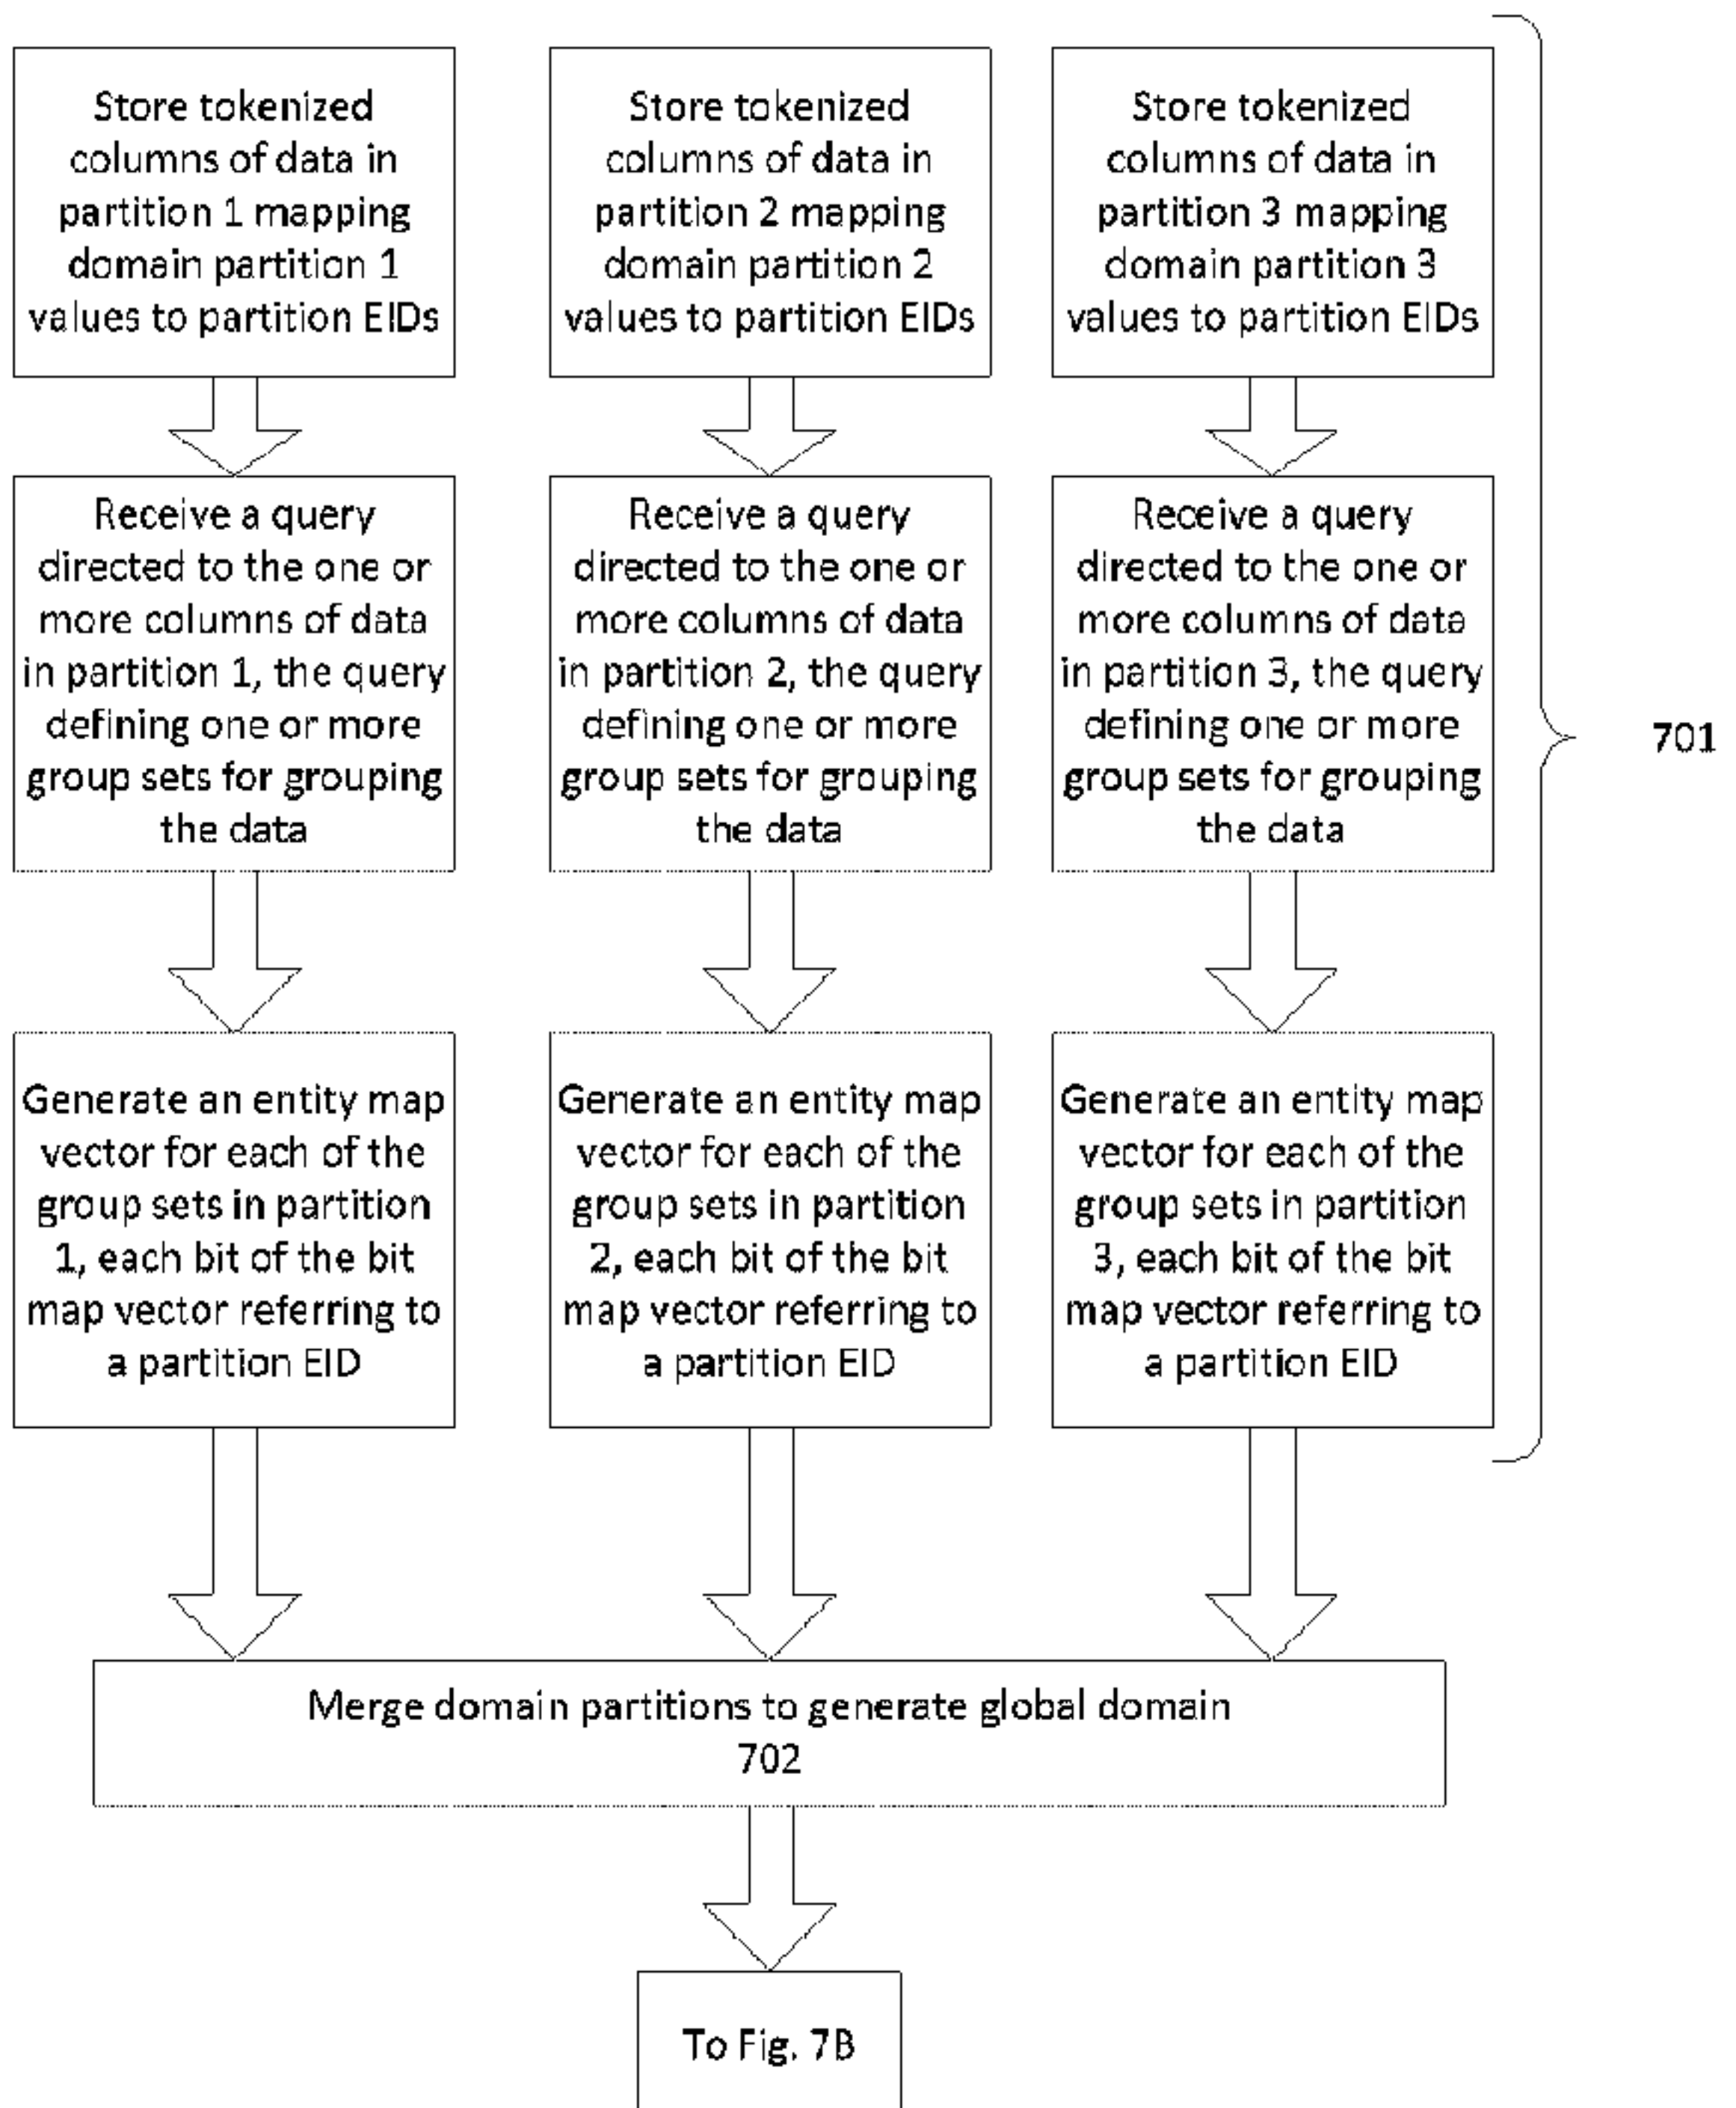 Store tokenized
columns of data in
partition 1 mapping
domain partition 1
values to partition EIDs
Store tokenized
columns of data in
partition 2 mapping
domain partition 2
values to partition EIDs
Store tokenized
columns of data in
partition 3 mapping
domain partition 3
values to partition EIDs
Receive a query
directed to the one or
more columns of data
in partition 1, the query
defining one or more
group sets for grouping
the data
Receive a query
directed to the one or
more columns of data
in partition 2, the query
defining one or more
group sets for grouping
the data
Receive a query
directed to the one or
more columns of data
in partition 3, the query
defining one or more
group sets for grouping
the data
701
Generate an entity map
vector for each of the
group sets in partition
1, each bit of the bit
map vector referring to
a partition EID
Generate an entity map
vector for each of the
group sets in partition
2, each bit of the bit
map vector referring to
a partition EID
Generate an entity map
vector for each of the
group sets in partition
3, each bit of the bit
map vector referring to
a partition EID
Merge domain partitions to generate global domain
702
To Fig. 7B